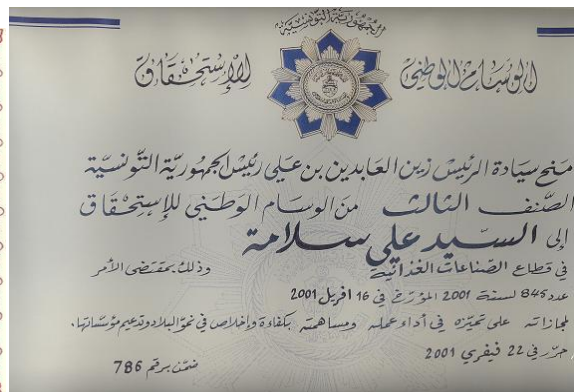 الجمهورية التونسية
الوسام الوطني للإستحقاق
منح سيادة الرئيس زين العابدين بن علي رئيس الجمهورية التونسية
الصنف الثالث من الوسام الوطني للإستحقاق
إلى السيد علي سلامة
في قطاع الصناعات الغذائية وذلك بمقتضى الأمر
عدد 845 لسنة 2001 المؤرخ في 16 افريل 2001
لمجازاته على تميزه في أداء عمله ومساهمته بكفاءة وإخلاص في نمو البلاد وتدعيم مؤسساتها.
حرر في 22 فيفري 2001
ضمن برقم 786